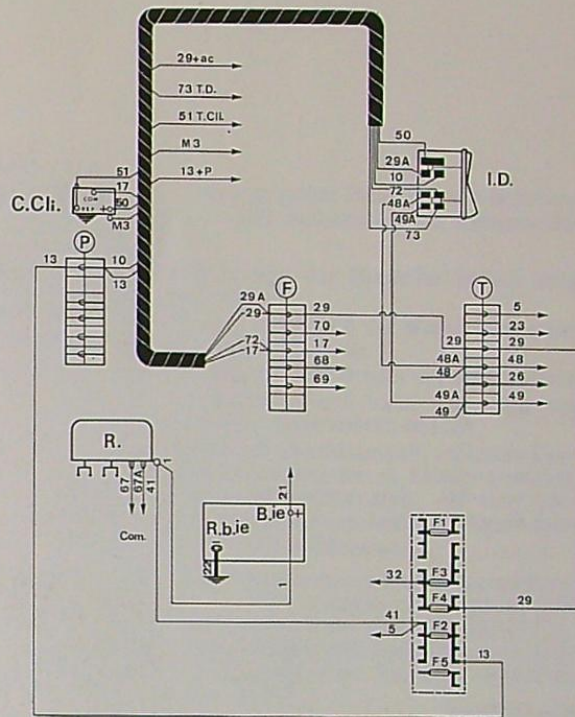 29+ac
73 T.D.
51 T.CIL
M3
13+P
50
29A
10
72
48A
49A
73
I.D.
51
17
50
M3
C.Cli.
COM
+
P
13
10
13
29A
29
72
17
F
29
70
17
68
69
T
29
48A
48
49A
49
5
23
29
48
26
49
R.
67
67A
41
1
Com.
21
B.ie
+
R.b.ie
−
22
1
F1
F3
F4
F2
F5
32
41
5
29
13